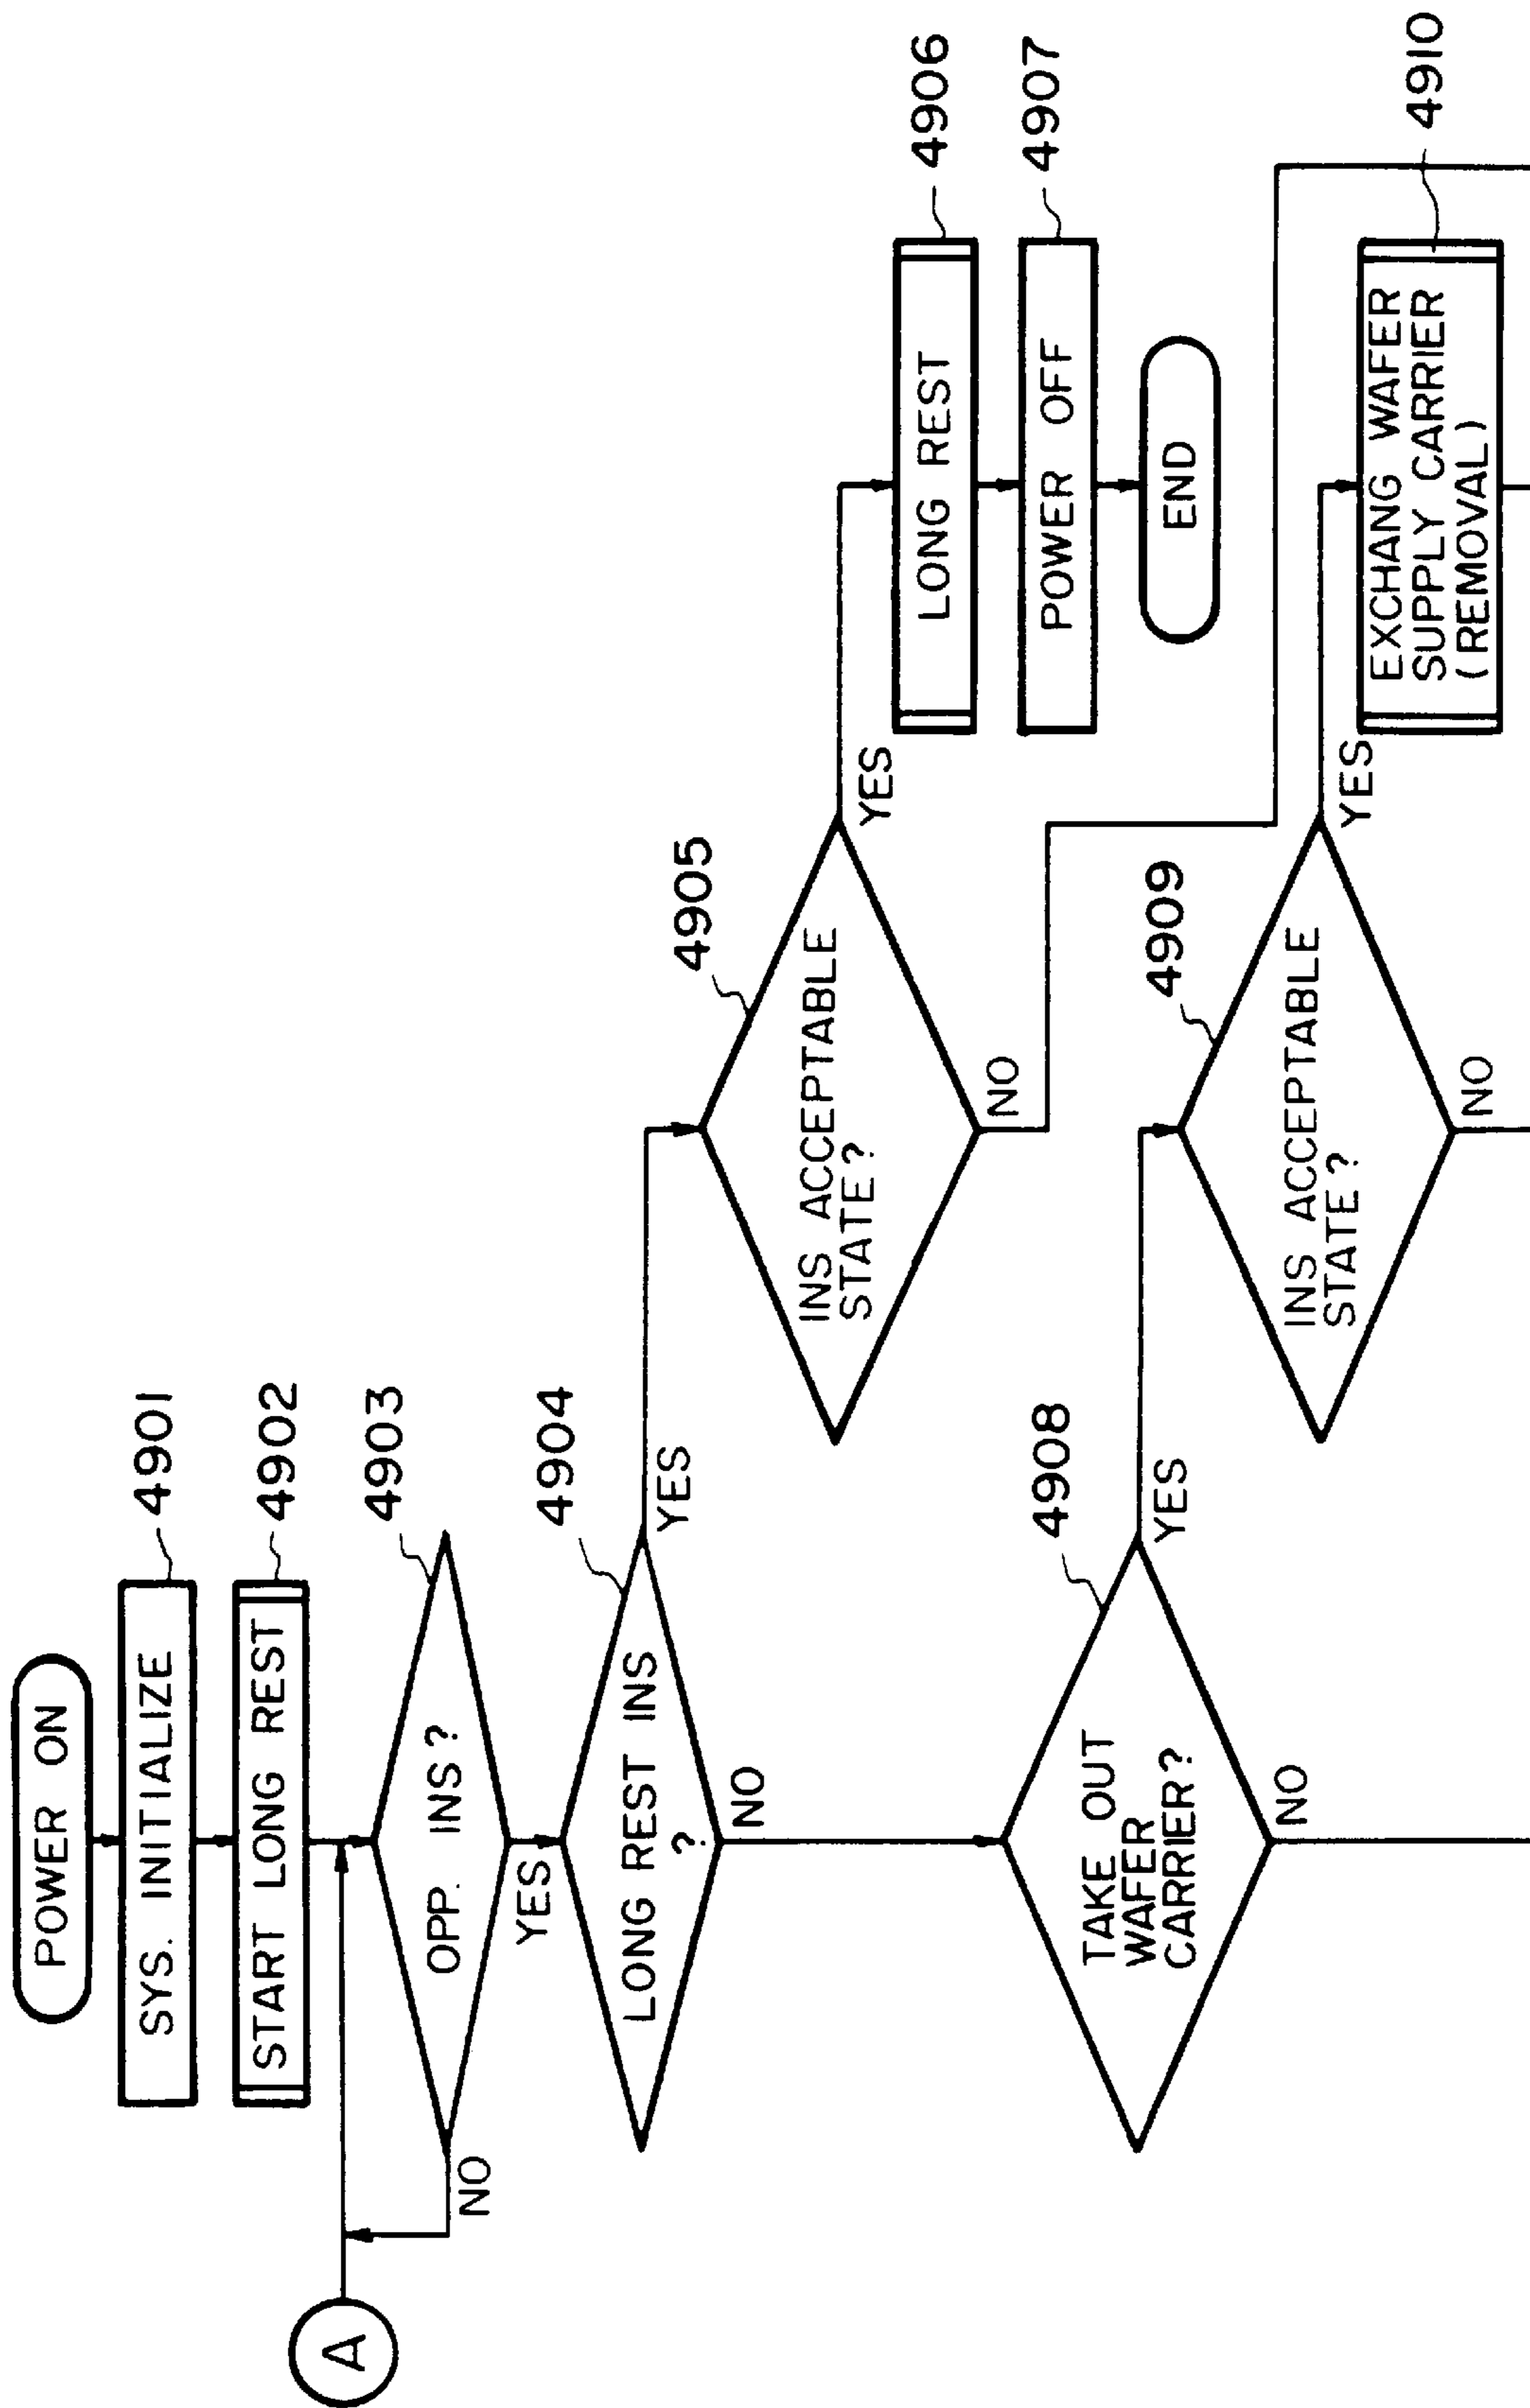 POWER ON
SYS. INITIALIZE
4901
START LONG REST
4902
A
OPP. INS?
4903
NO
YES
LONG REST INS
?
4904
YES
NO
INS ACCEPTABLE
STATE?
4905
YES
NO
LONG REST
4906
POWER OFF
4907
END
TAKE OUT
WAFER
CARRIER?
4908
YES
NO
INS ACCEPTABLE
STATE?
4909
YES
NO
EXCHANG WAFER
SUPPLY CARRIER
(REMOVAL)
4910